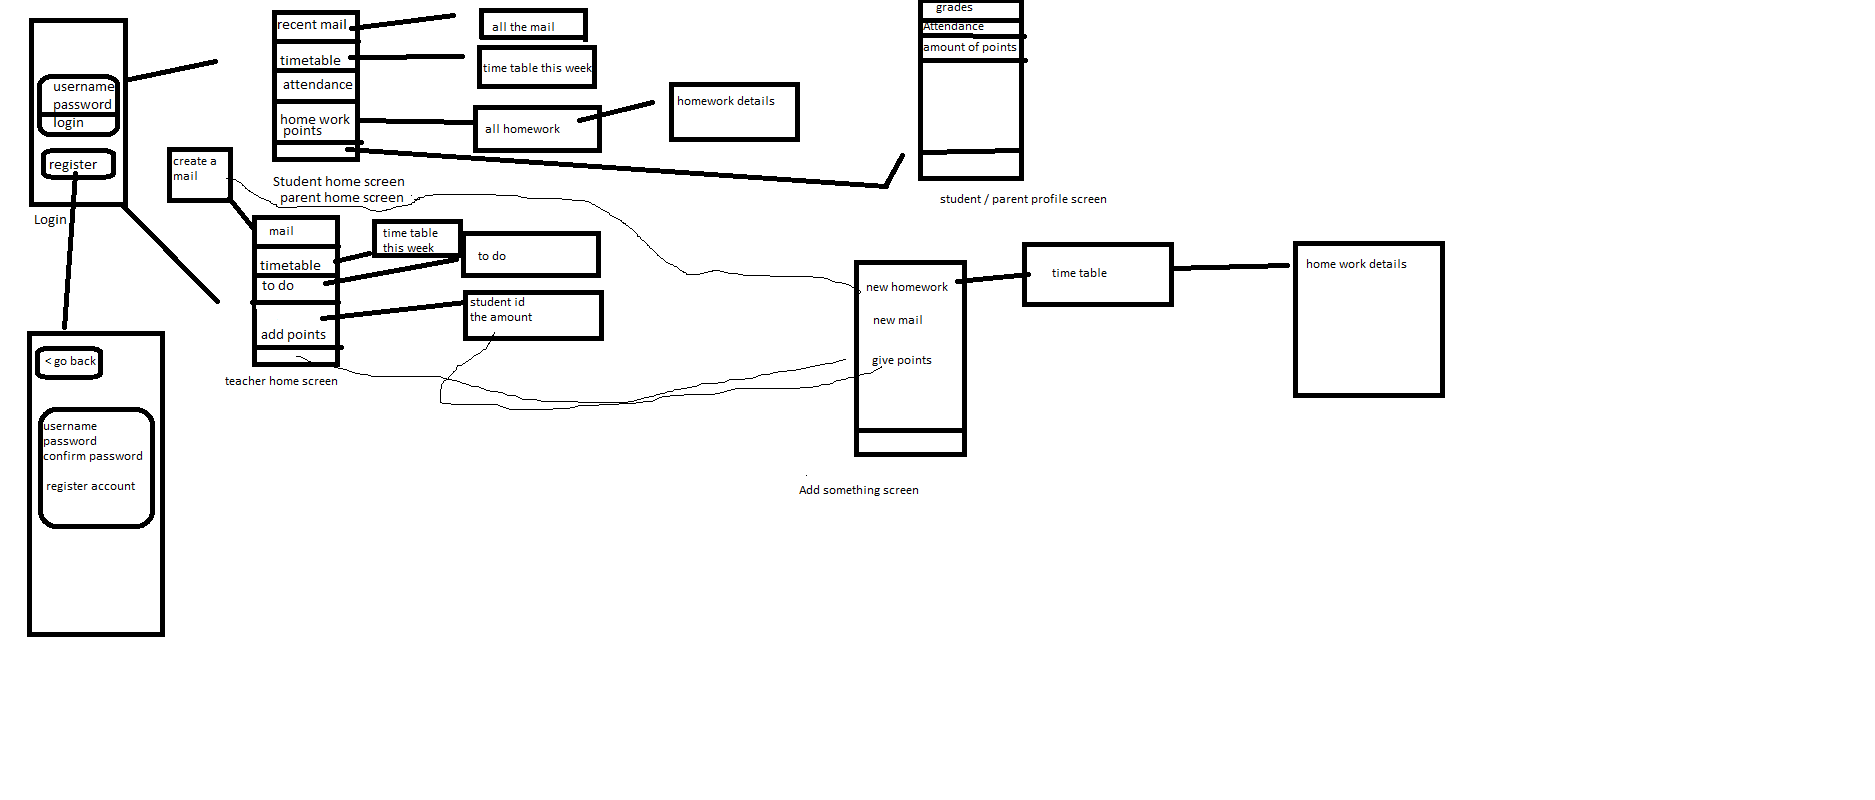 username
password
login
register
Login
recent mail
timetable
attendance
home work
points
Student home screen
parent home screen
all the mail
time table this week
all homework
homework details
grades
Attendance
amount of points
student / parent profile screen
create a
mail
mail
timetable
to do
add points
teacher home screen
time table
this week
to do
student id
the amount
new homework
new mail
give points
Add something screen
time table
home work details
< go back
username
password
confirm password
register account